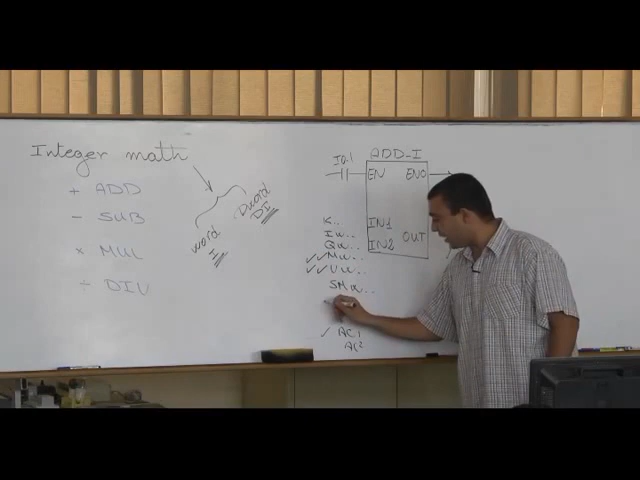 Integer math
+ ADD
- SUB
× MUL
÷ DIV
word
I
Dword
DI
I0.1
ADD-I
EN ENO
IN1
IN2 OUT
K..
Iw..
Qw..
✓ Mw..
✓✓ Vw..
SMw..
✓ AC1
AC2